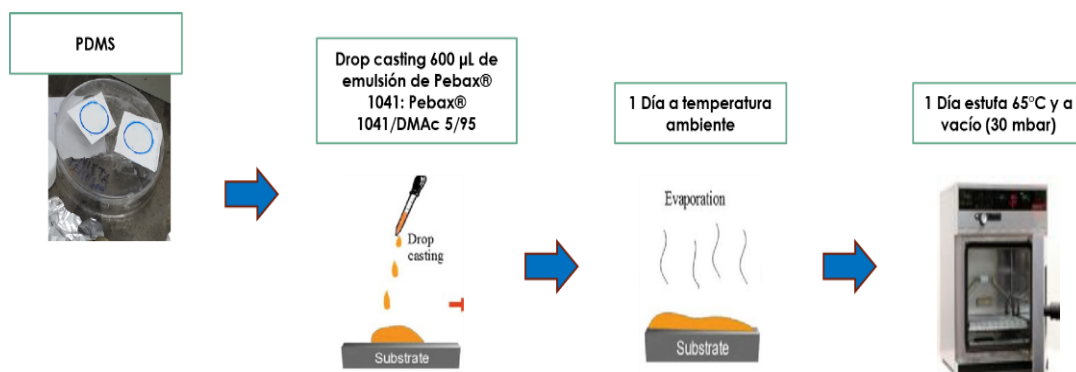 PDMS
Drop casting 600 µL de
emulsión de Pebax®
1041: Pebax®
1041/DMAc 5/95
1 Día a temperatura
ambiente
1 Día estufa 65°C y a
vacío (30 mbar)
Drop
casting
Substrate
Evaporation
Substrate